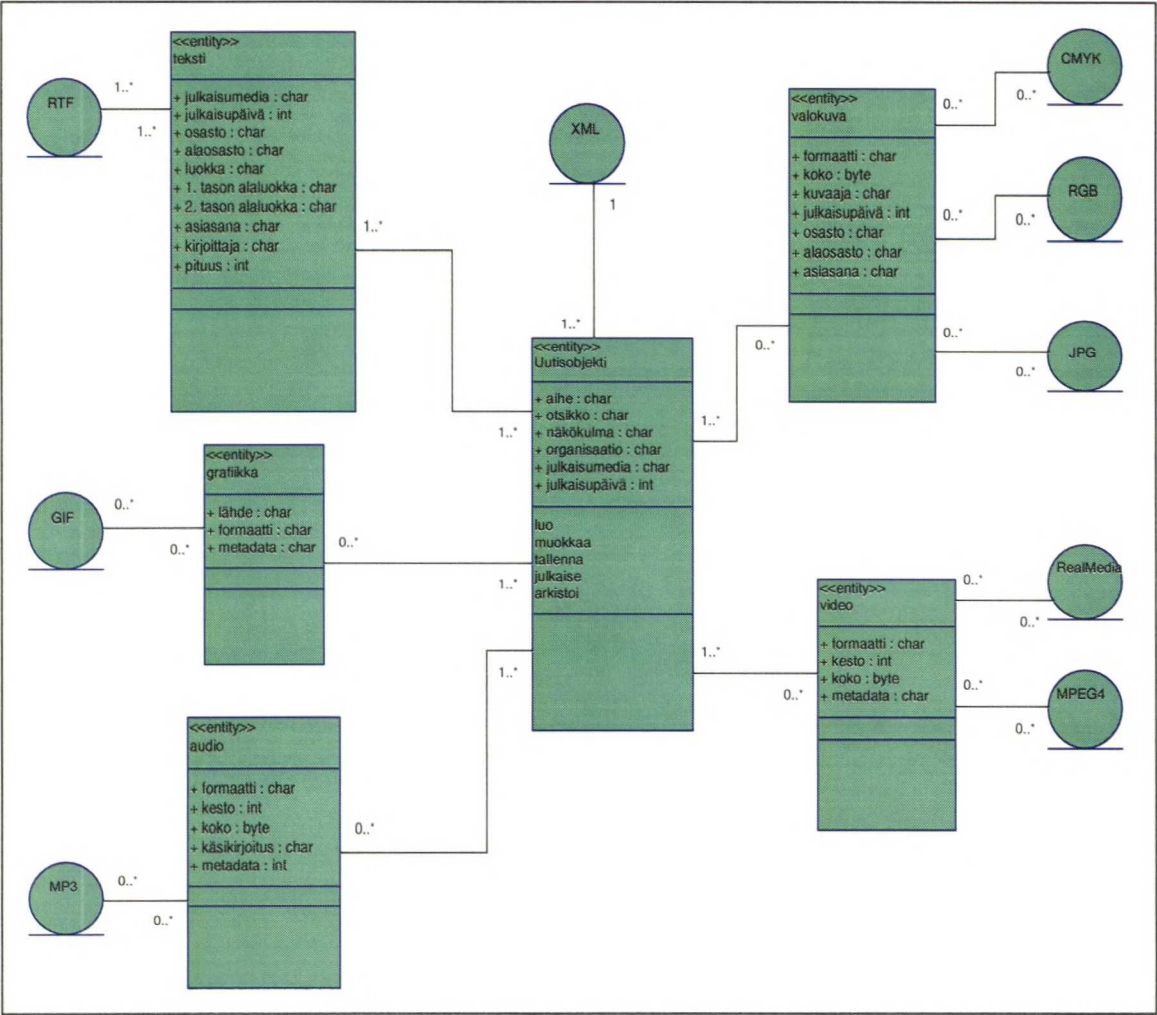 RTF
1..*
1..*
<<entity>>
teksti
+ julkaisumedia : char
+ julkaisupäivä : int
+ osasto : char
+ alaosasto : char
+ luokka : char
+ 1. tason alaluokka : char
+ 2. tason alaluokka : char
+ asiasana : char
+ kirjoittaja : char
+ pituus : int
1..*
1..*
XML
1
1..*
<<entity>>
Uutisobjekti
+ aihe : char
+ otsikko : char
+ näkökulma : char
+ organisaatio : char
+ julkaisumedia : char
+ julkaisupäivä : int
luo
muokkaa
tallenna
julkaise
arkistoi
<<entity>>
valokuva
+ formaatti : char
+ koko : byte
+ kuvaaja : char
+ julkaisupäivä : int
+ osasto : char
+ alaosasto : char
+ asiasana : char
0..*
1..*
0..*
0..*
CMYK
0..*
0..*
RGB
0..*
0..*
JPG
GIF
0..*
0..*
<<entity>>
grafiikka
+ lähde : char
+ formaatti : char
+ metadata : char
0..*
1..*
<<entity>>
video
+ formaatti : char
+ kesto : int
+ koko : byte
+ metadata : char
1..*
0..*
0..*
0..*
RealMedia
0..*
0..*
MPEG4
<<entity>>
audio
+ formaatti : char
+ kesto : int
+ koko : byte
+ käsikirjoitus : char
+ metadata : int
1..*
0..*
MP3
0..*
0..*